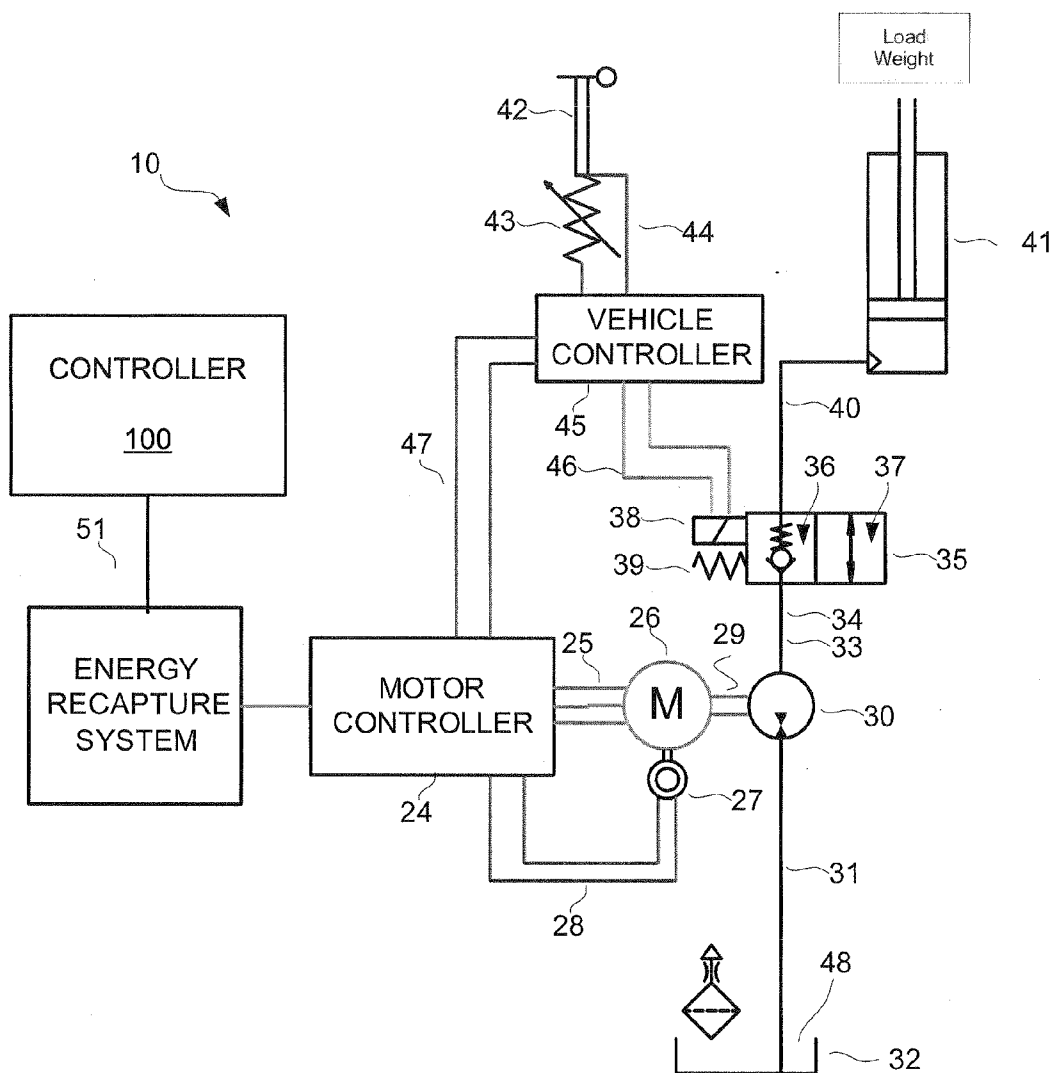 Load
Weight
42
10
43
44
41
VEHICLE
CONTROLLER
CONTROLLER
100
45
40
47
46
36
37
38
35
51
39
34
26
29
33
25
ENERGY
RECAPTURE
SYSTEM
MOTOR
CONTROLLER
M
30
24
27
31
28
48
32